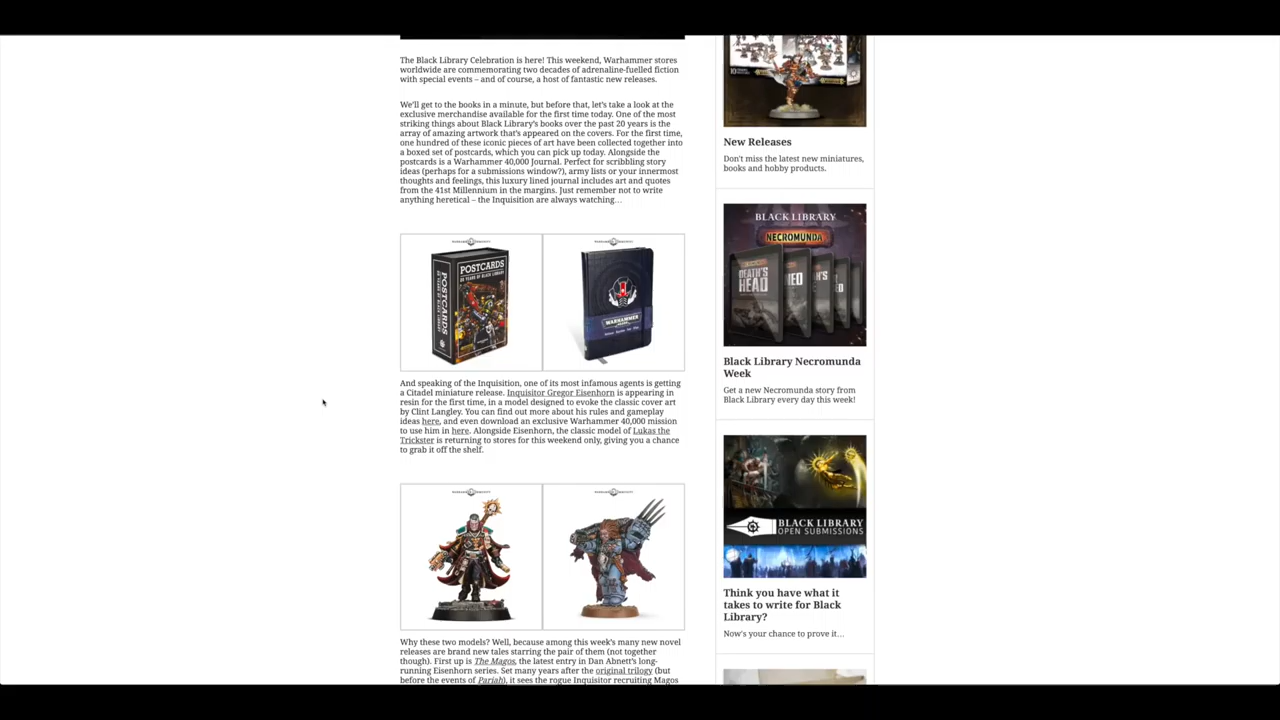 The Black Library Celebration is here! This weekend, Warhammer stores
worldwide are commemorating two decades of adrenaline-fuelled fiction
with special events – and of course, a host of fantastic new releases.
We'll get to the books in a minute, but before that, let's take a look at the
exclusive merchandise available for the first time today. One of the most
striking things about Black Library's books over the past 20 years is the
array of amazing artwork that's appeared on the covers. For the first time,
one hundred of these iconic pieces of art have been collected together into
a boxed set of postcards, which you can pick up today. Alongside the
postcards is a Warhammer 40,000 Journal. Perfect for scribbling story
ideas (perhaps for a submissions window?), army lists or your innermost
thoughts and feelings, this luxury lined journal includes art and quotes
from the 41st Millennium in the margins. Just remember not to write
anything heretical – the Inquisition are always watching…
POSTCARDS
POSTCARDS
WARHAMMER
And speaking of the Inquisition, one of its most infamous agents is getting
a Citadel miniature release. Inquisitor Gregor Eisenhorn is appearing in
resin for the first time, in a model designed to evoke the classic cover art
by Clint Langley. You can find out more about his rules and gameplay
ideas here, and even download an exclusive Warhammer 40,000 mission
to use him in here. Alongside Eisenhorn, the classic model of Lukas the
Trickster is returning to stores for this weekend only, giving you a chance
to grab it off the shelf.
Why these two models? Well, because among this week's many new novel
releases are brand new tales starring the pair of them (not together
though). First up is The Magos, the latest entry in Dan Abnett's long-
running Eisenhorn series. Set many years after the original trilogy (but
before the events of Pariah), it sees the rogue Inquisitor recruiting Magos
New Releases
Don't miss the latest new miniatures,
books and hobby products.
BLACK LIBRARY
NECROMUNDA
DEATH'S
HEAD
Black Library Necromunda
Week
Get a new Necromunda story from
Black Library every day this week!
BLACK LIBRARY
OPEN SUBMISSIONS
Think you have what it
takes to write for Black
Library?
Now's your chance to prove it…